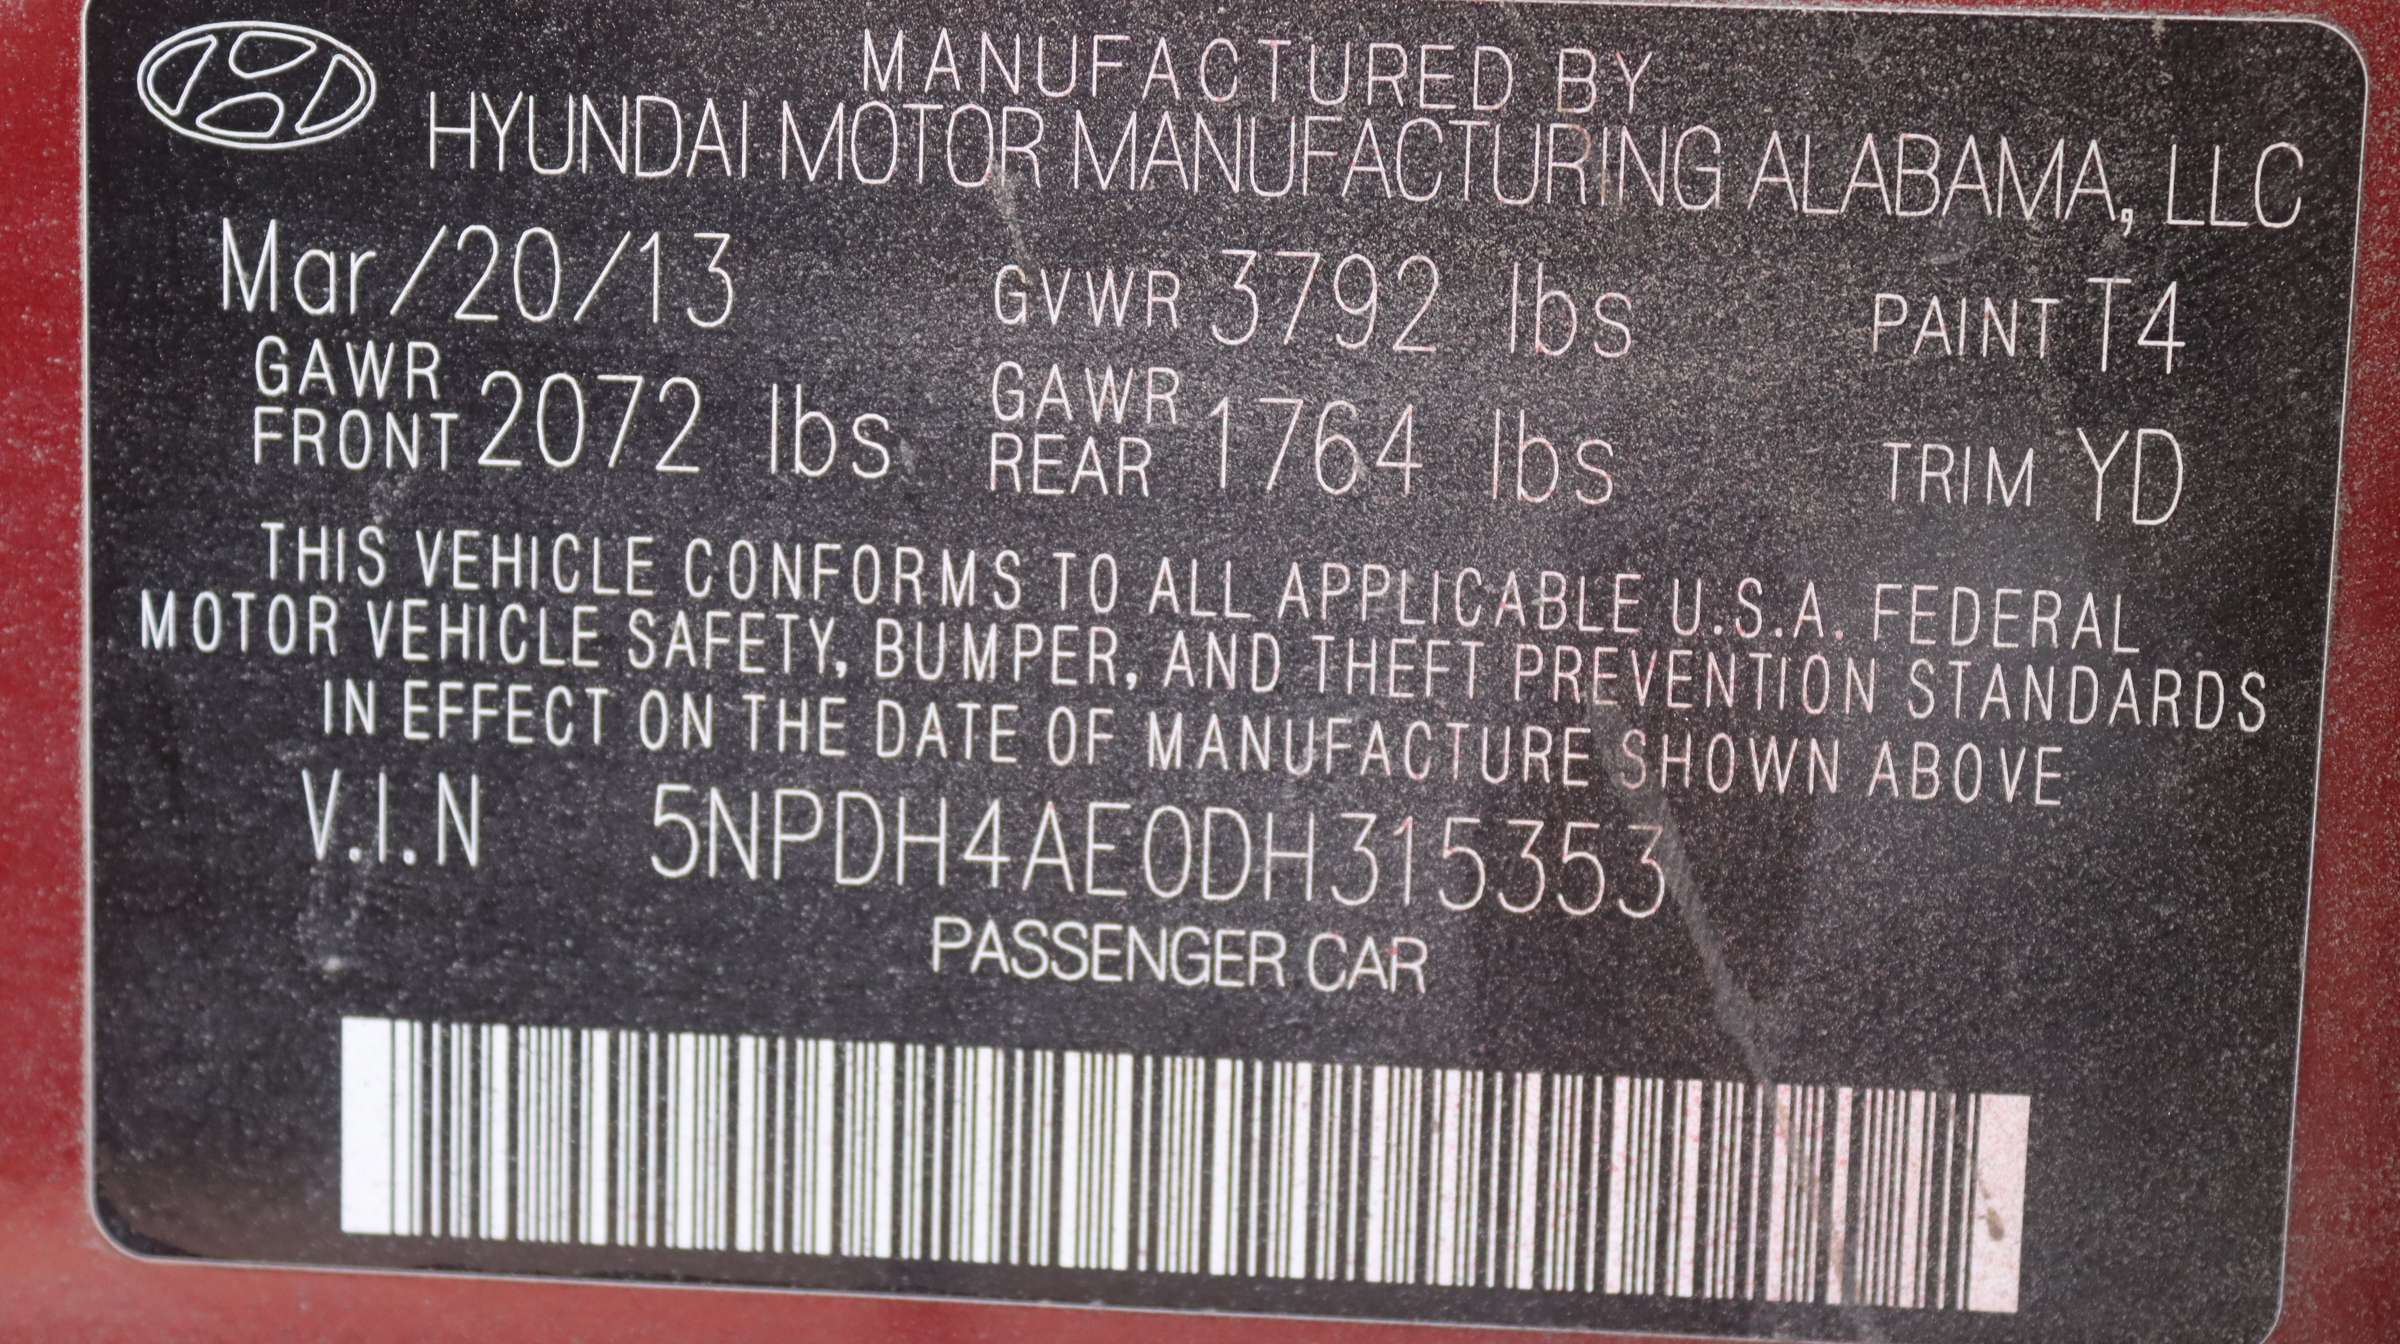 MANUFACTURED BY
HYUNDAI MOTOR MANUFACTURING ALABAMA, LLC
Mar/20/13 GVWR 3792 lbs PAINT T4
GAWR FRONT 2072 lbs GAWR REAR 1764 lbs TRIM YD
THIS VEHICLE CONFORMS TO ALL APPLICABLE U.S.A. FEDERAL
MOTOR VEHICLE SAFETY, BUMPER, AND THEFT PREVENTION STANDARDS
IN EFFECT ON THE DATE OF MANUFACTURE SHOWN ABOVE
V.I.N 5NPDH4AE0DH315353
PASSENGER CAR